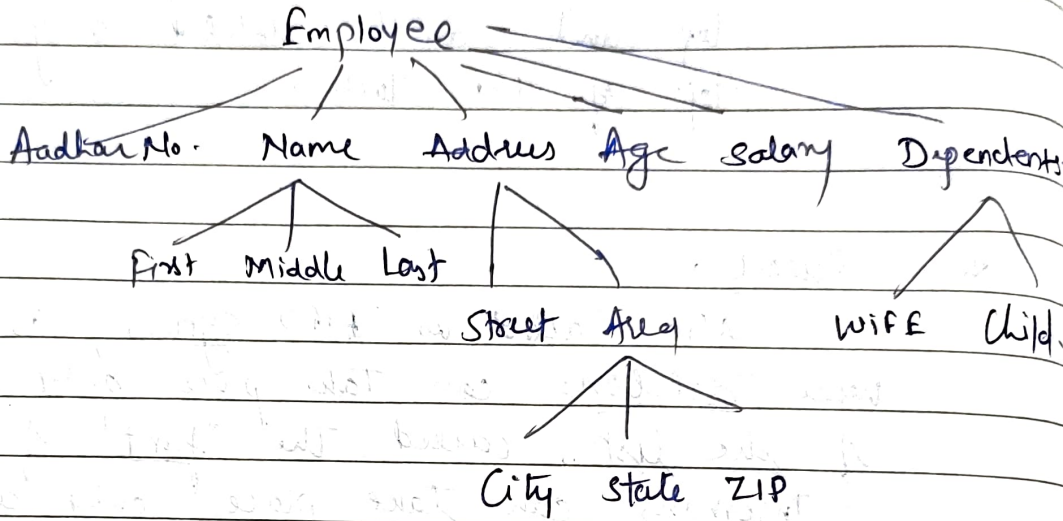 Employee
Aadhar No. Name Address Age Salary Dependents
First Middle Last
Street Area WIFE Child.
City State ZIP